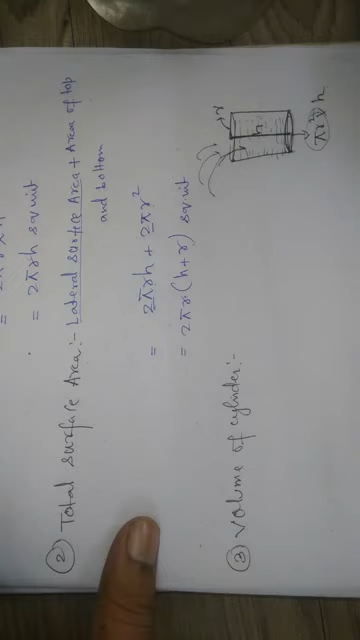 = 2πrh sq unit
② Total surface Area:- Lateral surface Area + Area of top
and bottom
= 2πrh + 2πr²
= 2πr(h+r) sq unit
③ Volume of cylinder:-
r
h
(πr²) h